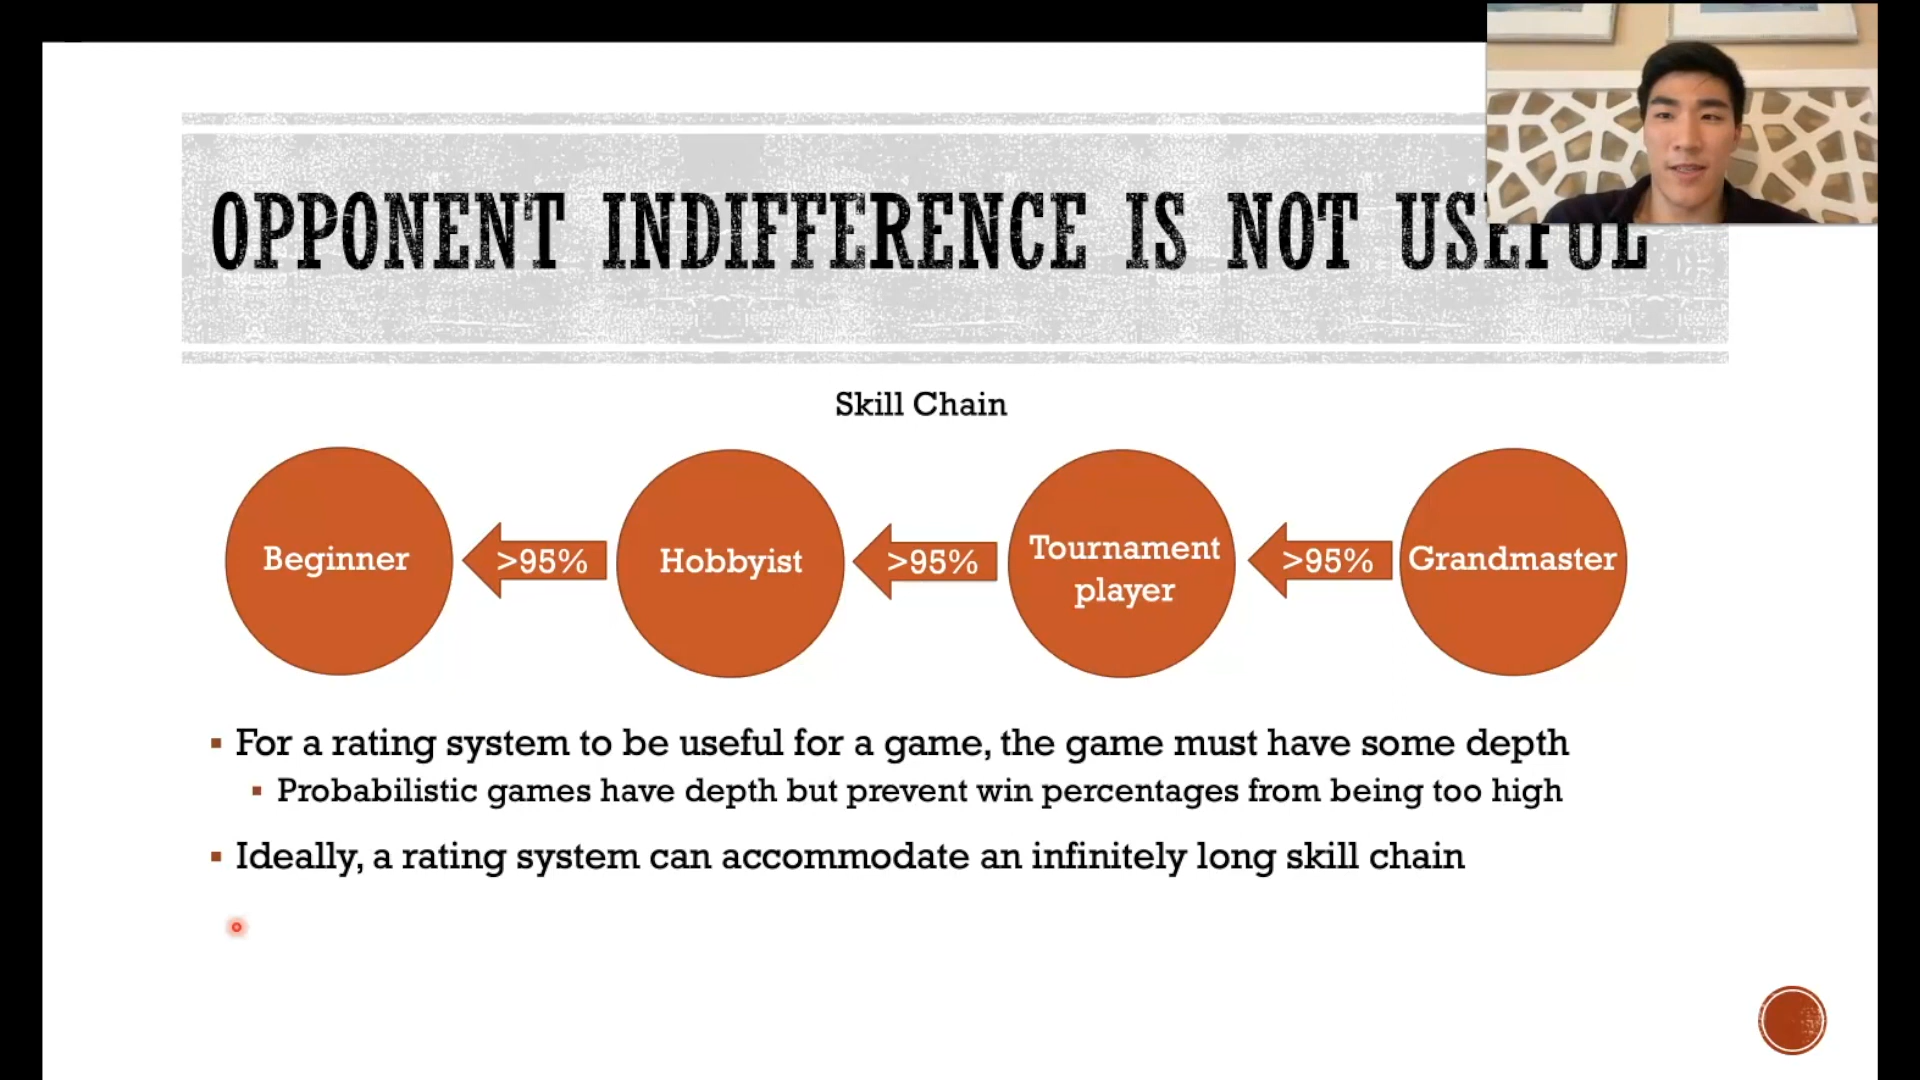 OPPONENT INDIFFERENCE IS NOT USEFUL
Skill Chain
Beginner
>95%
Hobbyist
>95%
Tournament
player
>95%
Grandmaster
For a rating system to be useful for a game, the game must have some depth
Probabilistic games have depth but prevent win percentages from being too high
Ideally, a rating system can accommodate an infinitely long skill chain